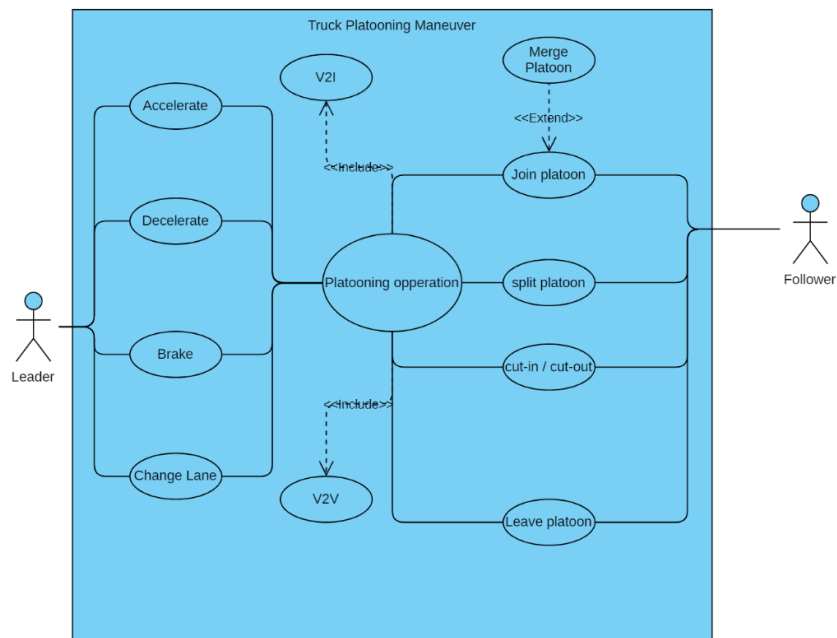 Truck Platooning Maneuver
Merge
Platoon
V2I
Accelerate
<<Extend>>
<<Include>>
Join platoon
Decelerate
Platooning opperation
split platoon
Follower
Leader
Brake
cut-in / cut-out
<<Include>>
Change Lane
V2V
Leave platoon